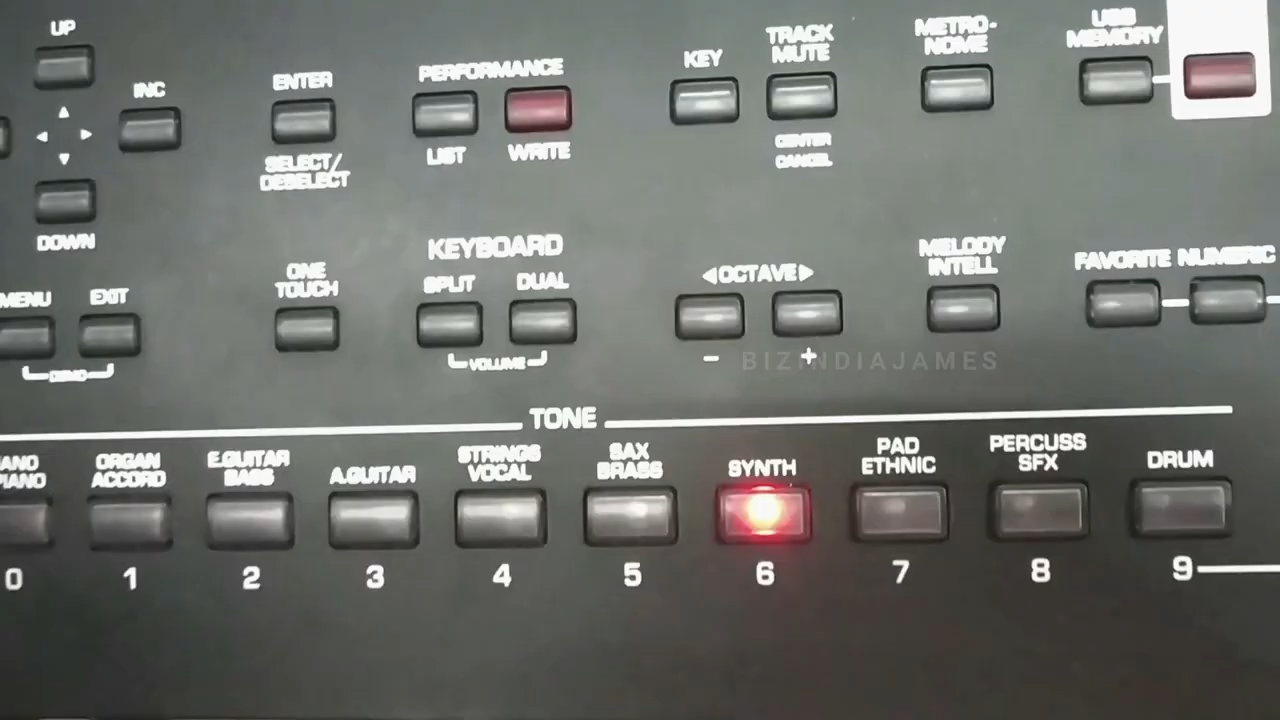 UP
INC
ENTER
SELECT/
DESELECT
DOWN
PERFORMANCE
LIST
WRITE
KEY
TRACK
MUTE
CENTER
CANCEL
METRO-
NOME
USB
MEMORY
MENU
EXIT
DEMO
ONE
TOUCH
KEYBOARD
SPLIT
DUAL
VOLUME
OCTAVE
- +
MELODY
INTELL
FAVORITE
NUMERIC
BIZINDIAJAMES
TONE
ANO
PIANO
ORGAN
ACCORD
E.GUITAR
BASS
A.GUITAR
STRINGS
VOCAL
SAX
BRASS
SYNTH
PAD
ETHNIC
PERCUSS
SFX
DRUM
0 1 2 3 4 5 6 7 8 9